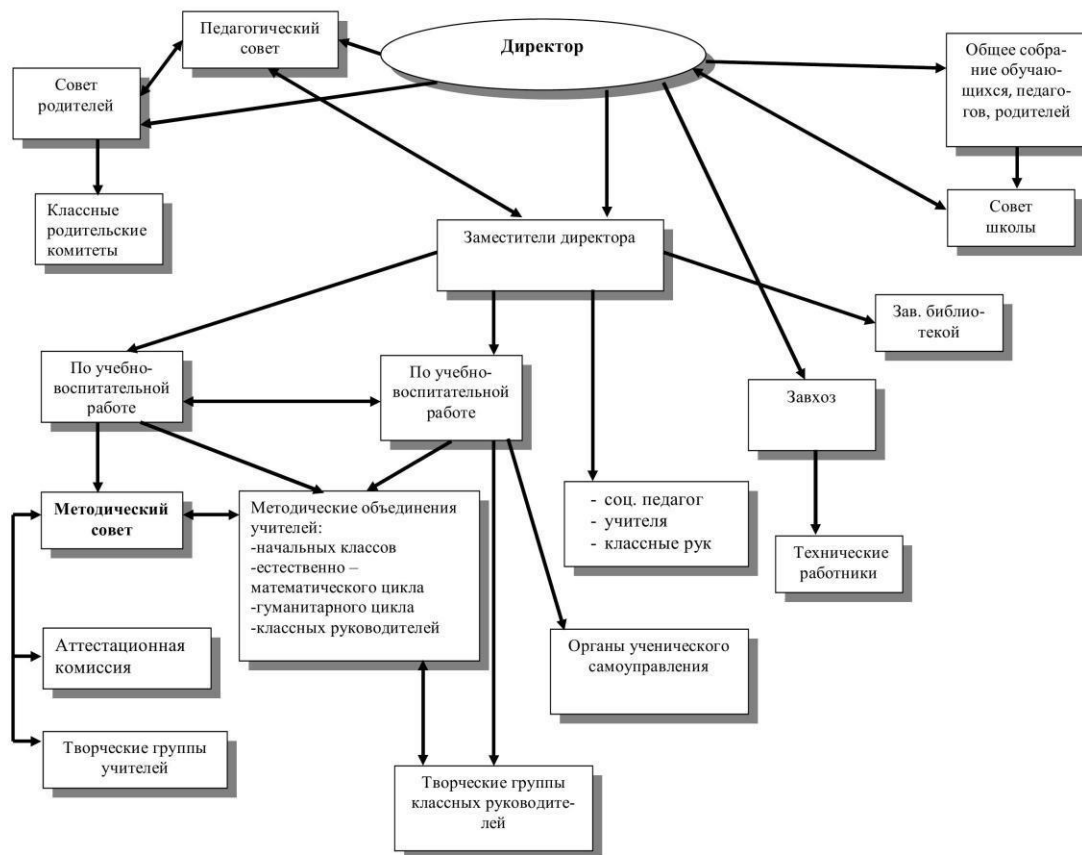 Педагогический
совет
Директор
Общее собра-
ние обучаю-
щихся, педаго-
гов, родителей
Совет
родителей
Классные
родительские
комитеты
Совет
школы
Заместители директора
Зав. библио-
текой
По учебно-
воспитательной
работе
По учебно-
воспитательной
работе
Завхоз
Методический
совет
Методические объединения
учителей:
-начальных классов
-естественно –
математического цикла
-гуманитарного цикла
-классных руководителей
- соц. педагог
- учителя
- классные рук
Технические
работники
Аттестационная
комиссия
Органы ученического
самоуправления
Творческие группы
учителей
Творческие группы
классных руководите-
лей